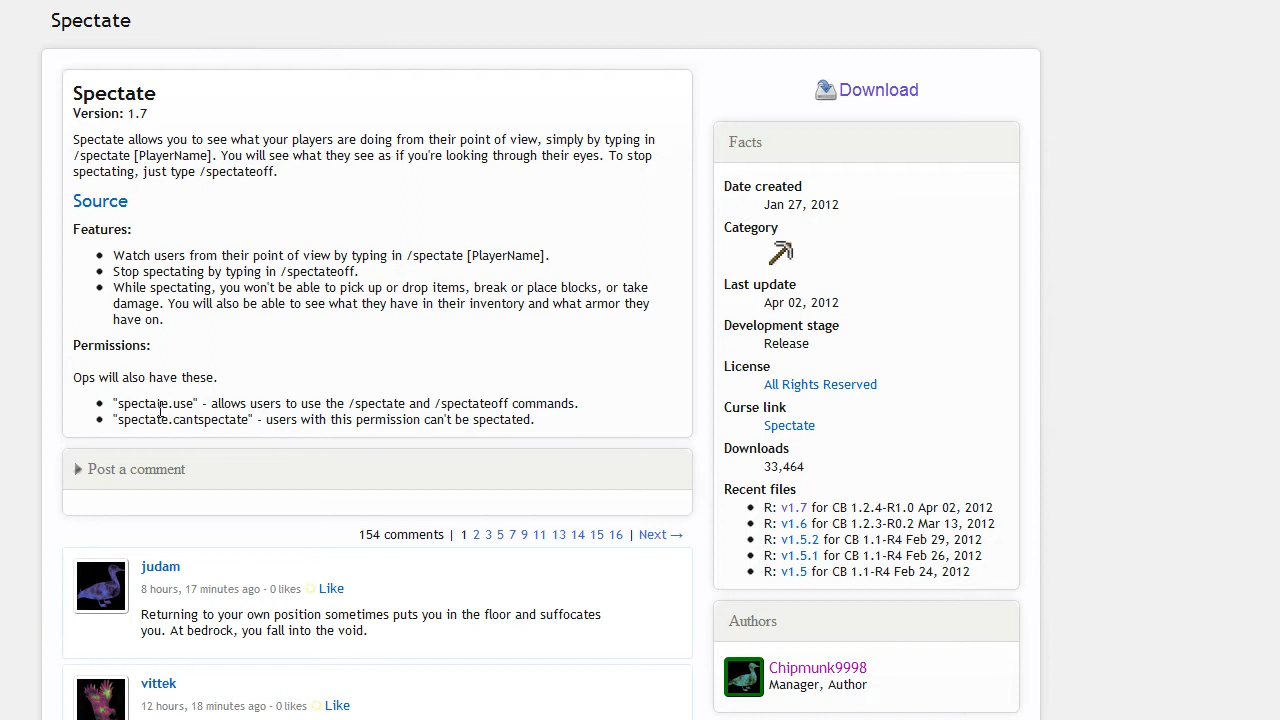 Spectate
Spectate
Version: 1.7
Spectate allows you to see what your players are doing from their point of view, simply by typing in
/spectate [PlayerName]. You will see what they see as if you're looking through their eyes. To stop
spectating, just type /spectateoff.
Source
Features:
Watch users from their point of view by typing in /spectate [PlayerName].
Stop spectating by typing in /spectateoff.
While spectating, you won't be able to pick up or drop items, break or place blocks, or take
damage. You will also be able to see what they have in their inventory and what armor they
have on.
Permissions:
Ops will also have these.
"spectate.use" - allows users to use the /spectate and /spectateoff commands.
"spectate.cantspectate" - users with this permission can't be spectated.
Post a comment
154 comments | 1 2 3 5 7 9 11 13 14 15 16 | Next →
judam
8 hours, 17 minutes ago - 0 likes Like
Returning to your own position sometimes puts you in the floor and suffocates
you. At bedrock, you fall into the void.
vittek
12 hours, 18 minutes ago - 0 likes Like
Download
Facts
Date created
Jan 27, 2012
Category
Last update
Apr 02, 2012
Development stage
Release
License
All Rights Reserved
Curse link
Spectate
Downloads
33,464
Recent files
R: v1.7 for CB 1.2.4-R1.0 Apr 02, 2012
R: v1.6 for CB 1.2.3-R0.2 Mar 13, 2012
R: v1.5.2 for CB 1.1-R4 Feb 29, 2012
R: v1.5.1 for CB 1.1-R4 Feb 26, 2012
R: v1.5 for CB 1.1-R4 Feb 24, 2012
Authors
Chipmunk9998
Manager, Author